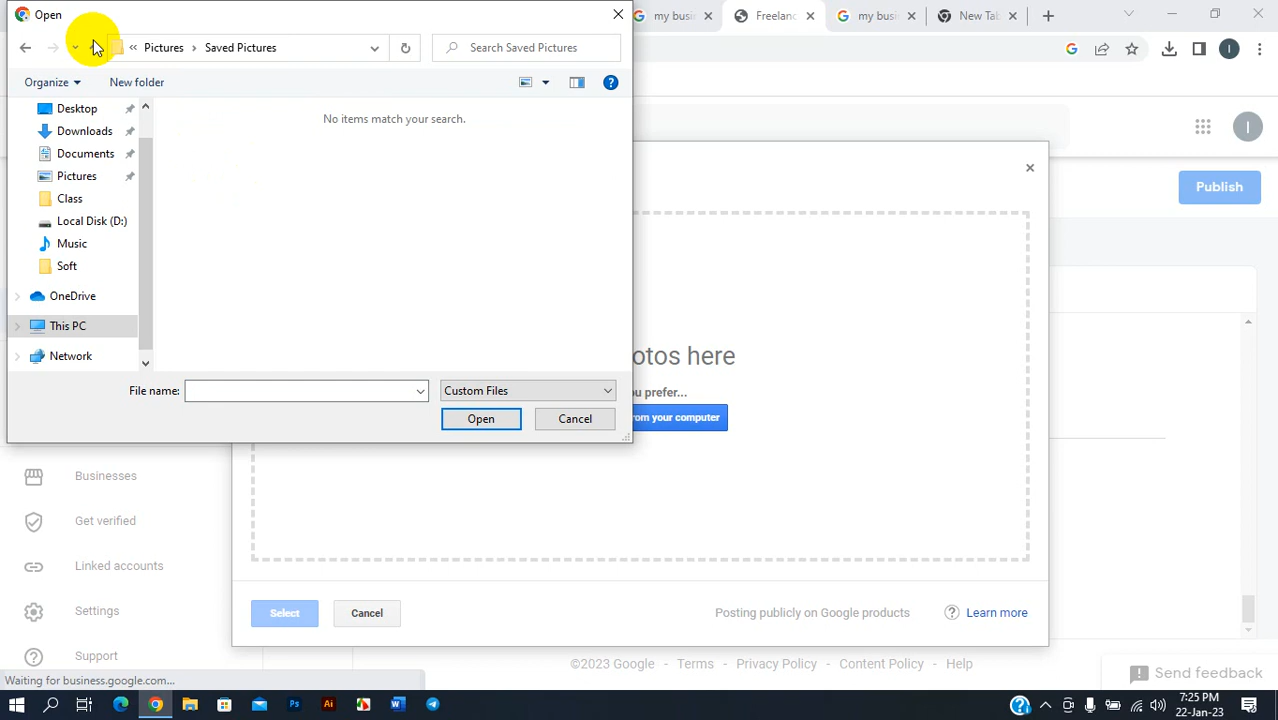 Open
my busin
Freelanc
my busin
New Tab
Pictures
Saved Pictures
Search Saved Pictures
Organize
New folder
Desktop
No items match your search.
Downloads
Documents
Pictures
Class
Local Disk (D:)
Music
Soft
OneDrive
This PC
Network
File name:
Custom Files
Open
Cancel
I
I
Publish
otos here
ou prefer...
rom your computer
Businesses
Get verified
Linked accounts
Settings
Support
Select
Cancel
Posting publicly on Google products
Learn more
©2023 Google
Terms
Privacy Policy
Content Policy
Help
Send feedback
Waiting for business.google.com...
Ps
Ai
W
7:25 PM
22-Jan-23